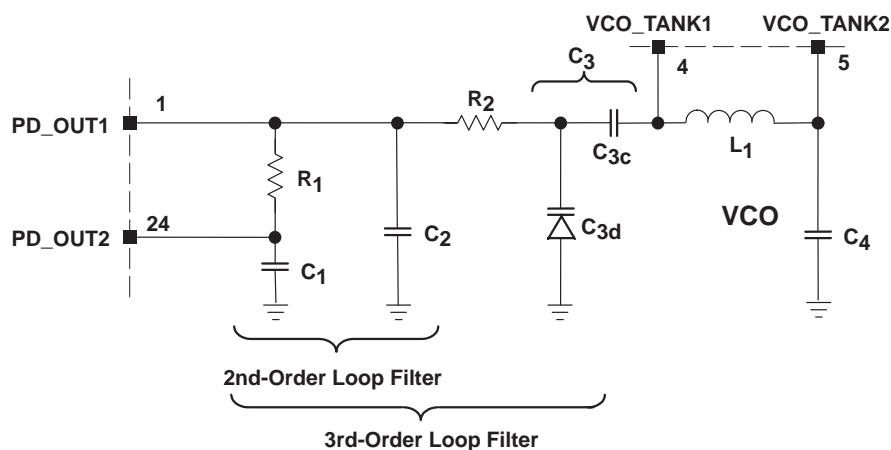 VCO_TANK1 VCO_TANK2
C3
4 5
1
R2
PD_OUT1
C3c
L1
R1
24
VCO
PD_OUT2
C2
C3d
C4
C1
2nd-Order Loop Filter
3rd-Order Loop Filter